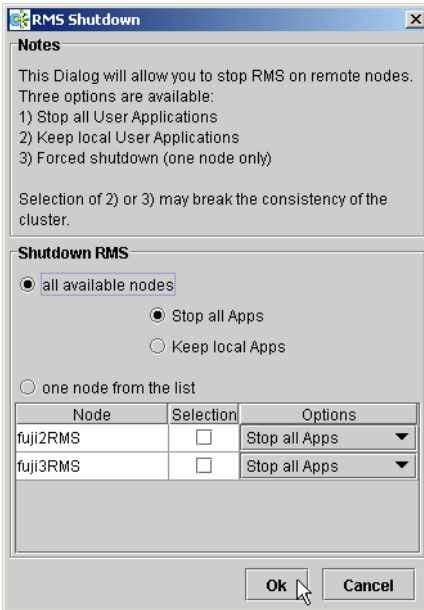 RMS Shutdown
Notes
This Dialog will allow you to stop RMS on remote nodes.
Three options are available:
1) Stop all User Applications
2) Keep local User Applications
3) Forced shutdown (one node only)
Selection of 2) or 3) may break the consistency of the
cluster.
Shutdown RMS
all available nodes
Stop all Apps
Keep local Apps
one node from the list
Node Selection Options
fuji2RMS Stop all Apps
fuji3RMS Stop all Apps
Ok Cancel